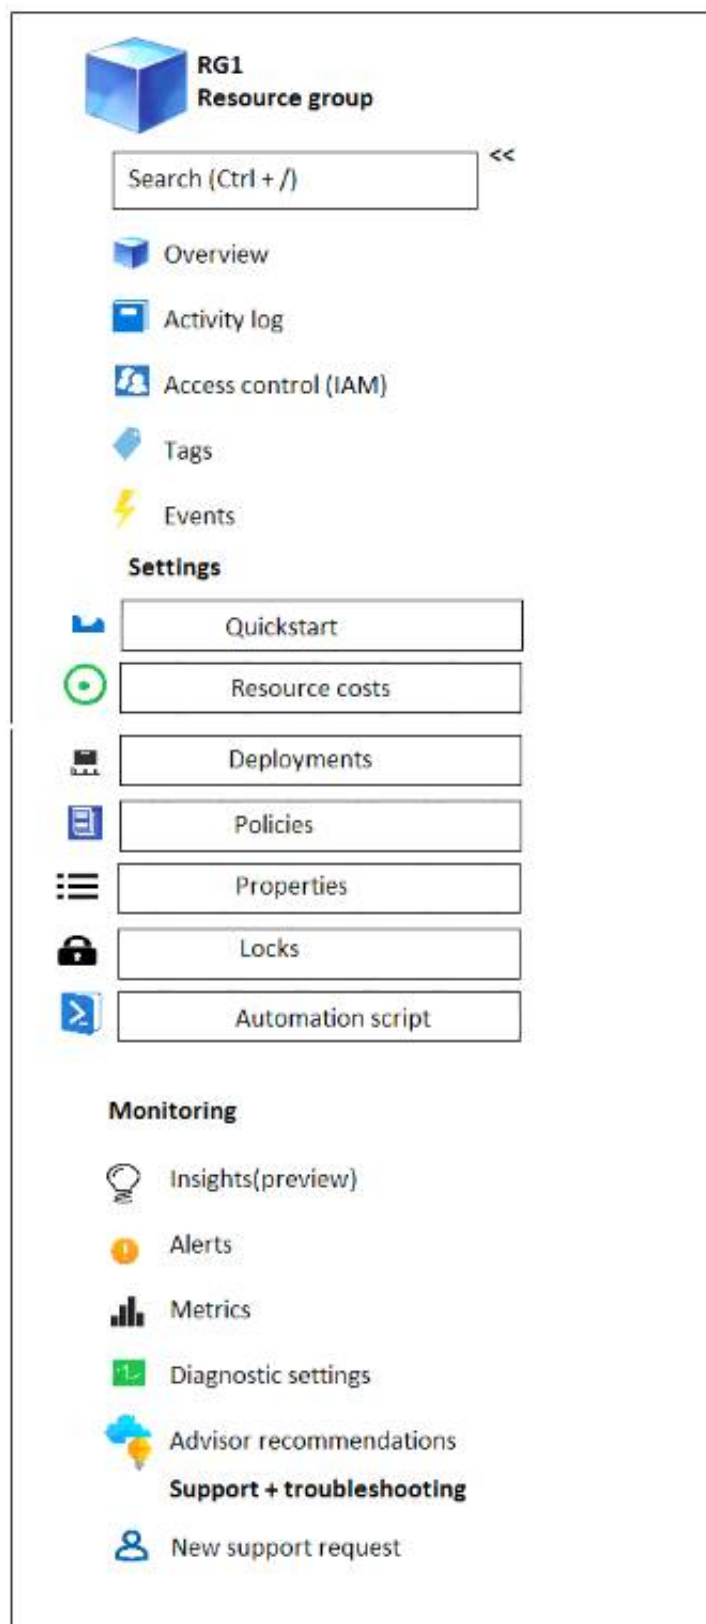 RG1
Resource group
Search (Ctrl + /)
<<
Overview
Activity log
Access control (IAM)
Tags
Events
Settings
Quickstart
Resource costs
Deployments
Policies
Properties
Locks
Automation script
Monitoring
Insights(preview)
Alerts
Metrics
Diagnostic settings
Advisor recommendations
Support + troubleshooting
New support request